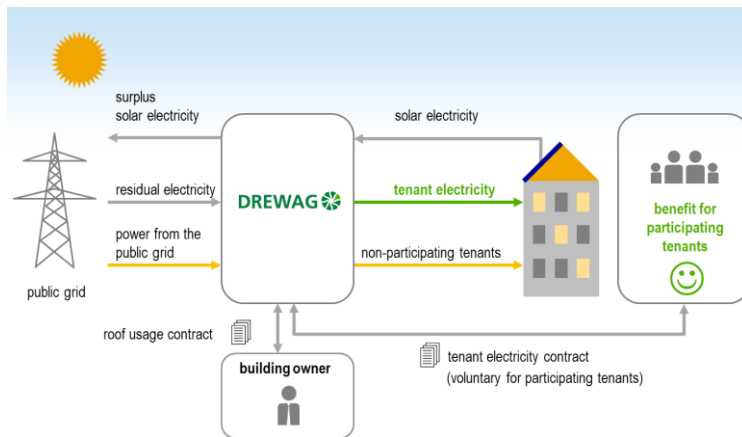 surplus
solar electricity
solar electricity
residual electricity
DREWAG
tenant electricity
benefit for
participating
tenants
power from the
public grid
non-participating tenants
public grid
roof usage contract
building owner
tenant electricity contract
(voluntary for participating tenants)